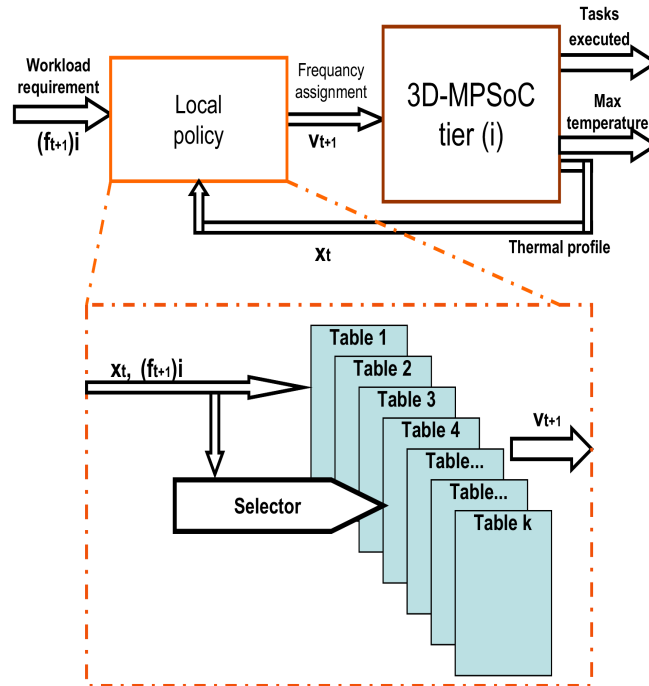 Tasks
executed
Workload
requirement
(ft+1)i
Local
policy
Frequancy
assignment
vt+1
3D-MPSoC
tier (i)
Max
temperature
xt
Thermal profile
xt, (ft+1)i
Table 1
Table 2
Table 3
Table 4
Table...
Table...
Table k
Selector
vt+1